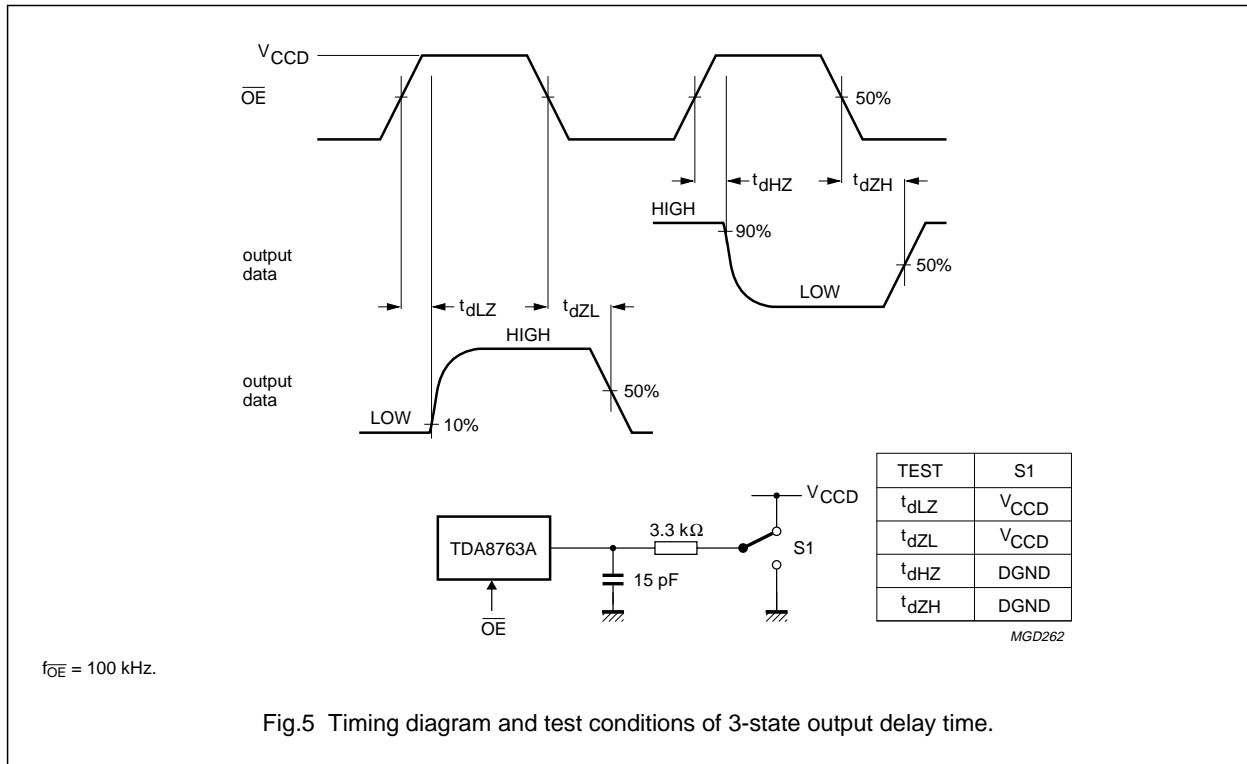 VCCD
OE
50%
tdHZ
tdZH
HIGH
90%
output
data
50%
LOW
tdLZ
tdZL
HIGH
output
data
50%
LOW
10%
TEST S1
tdLZ VCCD
tdZL VCCD
tdHZ DGND
tdZH DGND
VCCD
3.3 kΩ
S1
TDA8763A
15 pF
OE
MGD262
fOE = 100 kHz.
Fig.5 Timing diagram and test conditions of 3-state output delay time.